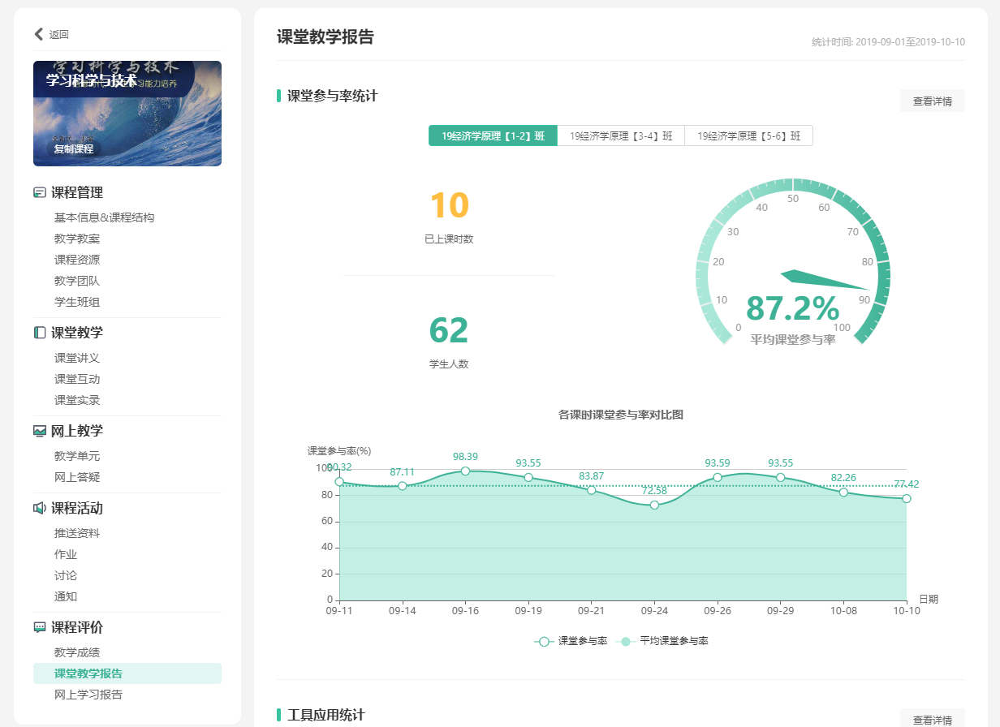 返回
学习科学与技术
学习科学与技术
学习能力培养
复制课程
课程管理
基本信息&课程结构
教学教案
课程资源
教学团队
学生班组
课堂教学
课堂讲义
课堂互动
课堂实录
网上教学
教学单元
网上答疑
课程活动
推送资料
作业
讨论
通知
课程评价
教学成绩
课堂教学报告
网上学习报告
课堂教学报告
统计时间: 2019-09-01至2019-10-10
课堂参与率统计
查看详情
19经济学原理【1-2】班 19经济学原理【3-4】班 19经济学原理【5-6】班
10
已上课时数
62
学生人数
0 10 20 30 40 50 60 70 80 90 100
87.2%
平均课堂参与率
各课时课堂参与率对比图
课堂参与率(%)
90.32 87.11 98.39 93.55 83.87 72.58 93.59 93.55 82.26 77.42
100
80
60
40
20
0
09-11 09-14 09-16 09-19 09-21 09-24 09-26 09-29 10-08 10-10
日期
课堂参与率 平均课堂参与率
工具应用统计
查看详情